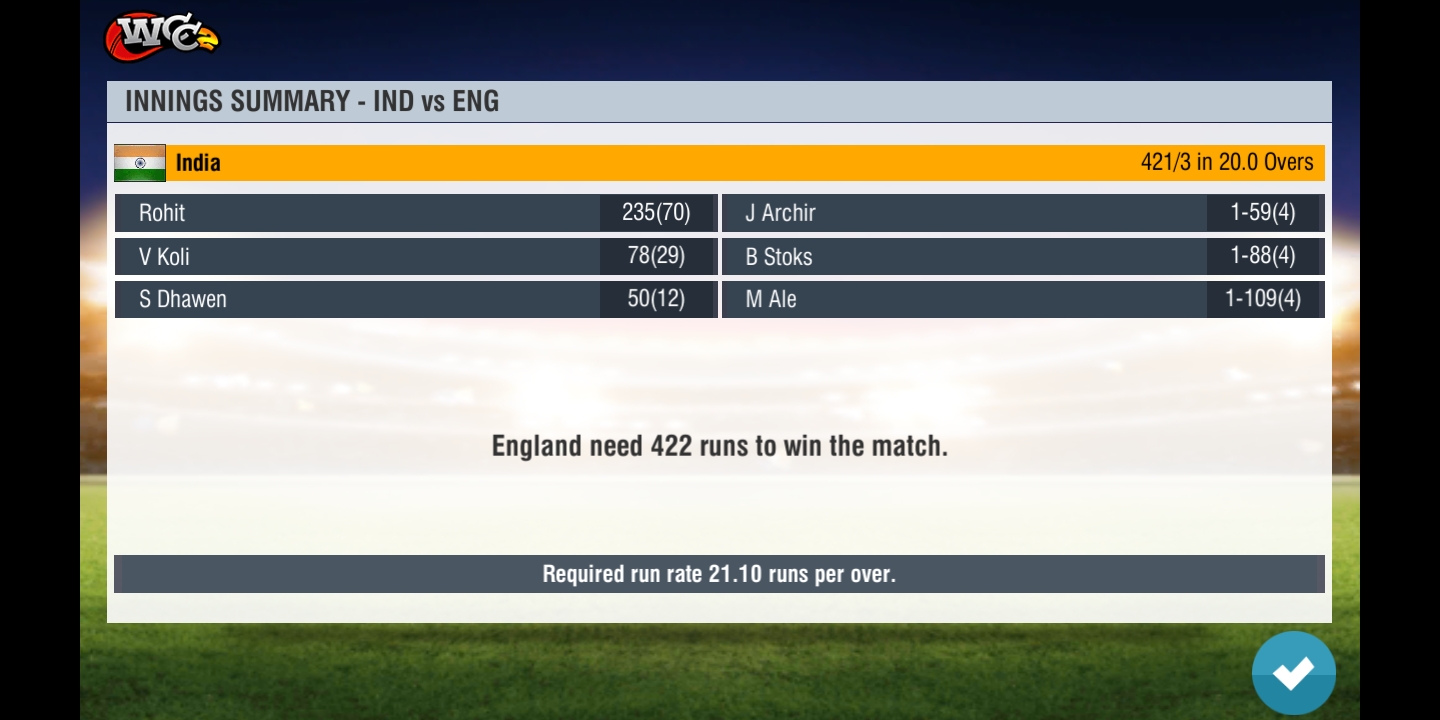 WCC
INNINGS SUMMARY - IND vs ENG
India 421/3 in 20.0 Overs
Rohit 235(70) J Archir 1-59(4)
V Koli 78(29) B Stoks 1-88(4)
S Dhawen 50(12) M Ale 1-109(4)
England need 422 runs to win the match.
Required run rate 21.10 runs per over.